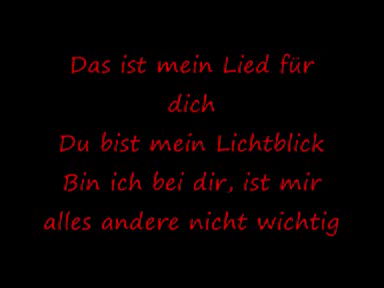 Das ist mein Lied für
dich
Du bist mein Lichtblick
Bin ich bei dir, ist mir
alles andere nicht wichtig